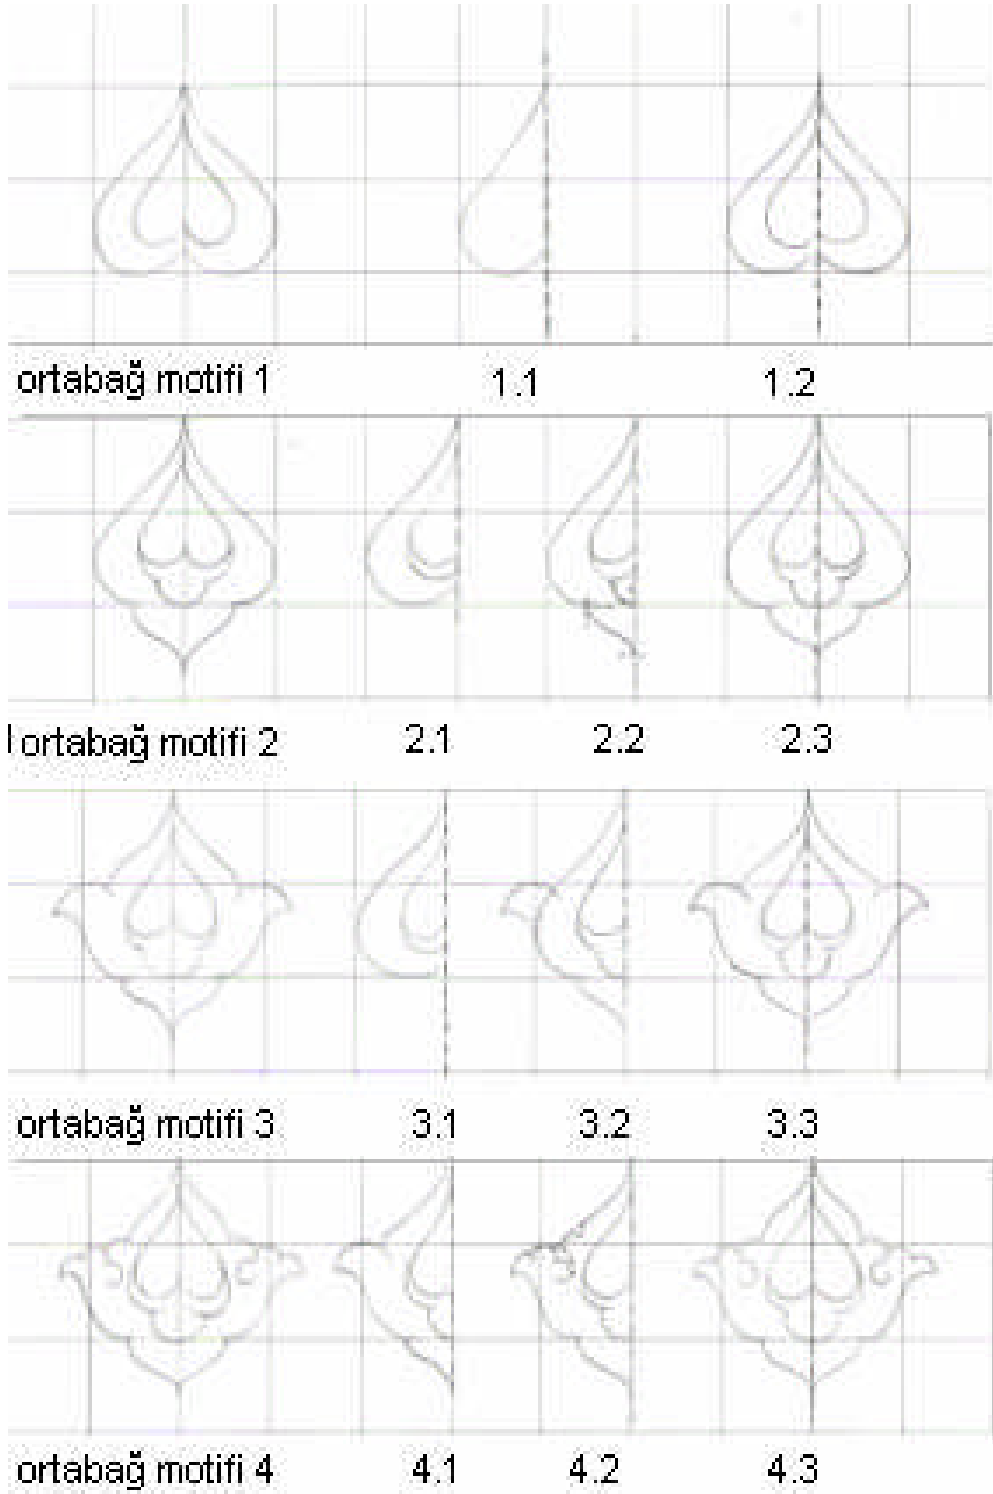 ortabağ motifi 1 1.1 1.2
ortabağ motifi 2 2.1 2.2 2.3
ortabağ motifi 3 3.1 3.2 3.3
ortabağ motifi 4 4.1 4.2 4.3